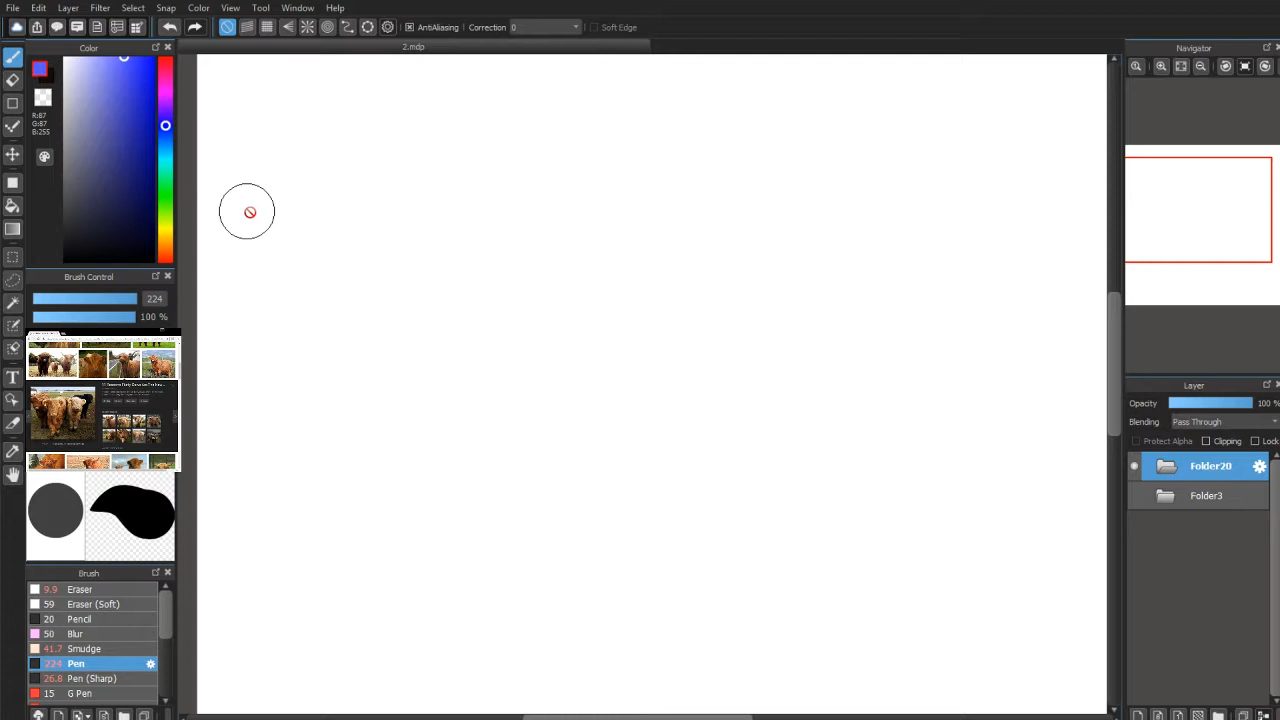 File Edit Layer Filter Select Snap Color View Tool Window Help
AntiAliasing Correction 0 Soft Edge
2.mdp
Color
Navigator
R:87
G:87
B:255
Brush Control
224
100 %
Layer
Opacity 100 %
Blending Pass Through
Protect Alpha Clipping Loc
Folder20
Folder3
Brush
9.9 Eraser
59 Eraser (Soft)
20 Pencil
50 Blur
41.7 Smudge
224 Pen
26.8 Pen (Sharp)
15 G Pen